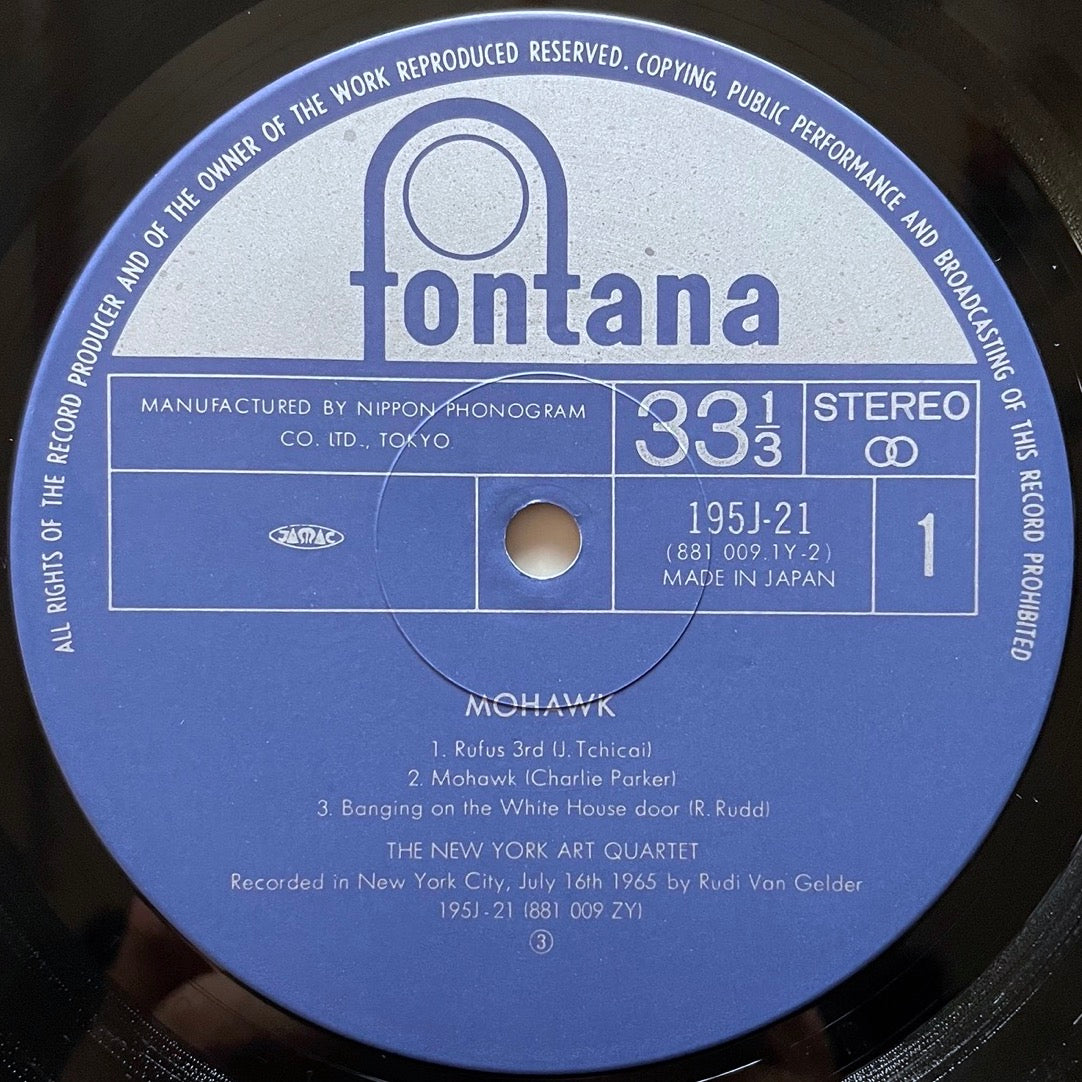 ALL RIGHTS OF THE RECORD PRODUCER AND OF THE OWNER OF THE WORK REPRODUCED RESERVED. COPYING, PUBLIC PERFORMANCE AND BROADCASTING OF THIS RECORD PROHIBITED
fontana
MANUFACTURED BY NIPPON PHONOGRAM
CO. LTD., TOKYO
33 1/3
STEREO
JASRAC
195J-21
(881 009.1Y-2)
MADE IN JAPAN
1
MOHAWK
1. Rufus 3rd (J. Tchicai)
2. Mohawk (Charlie Parker)
3. Banging on the White House door (R. Rudd)
THE NEW YORK ART QUARTET
Recorded in New York City, July 16th 1965 by Rudi Van Gelder
195J-21 (881 009 ZY)
③